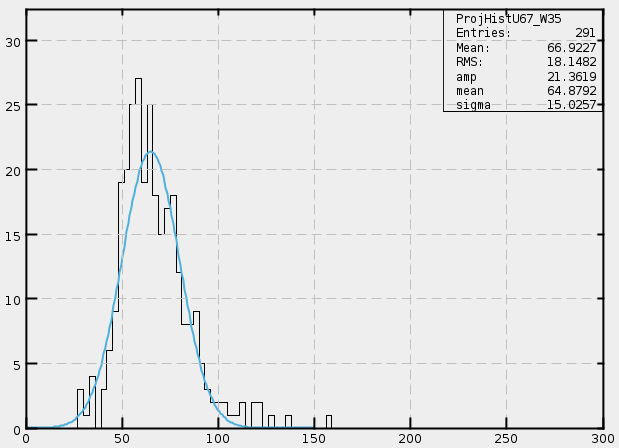 ProjHistU67_W35
Entries: 291
Mean: 66.9227
RMS: 18.1482
amp 21.3619
mean 64.8792
sigma 15.0257
30
25
20
15
10
5
0
0 50 100 150 200 250 300